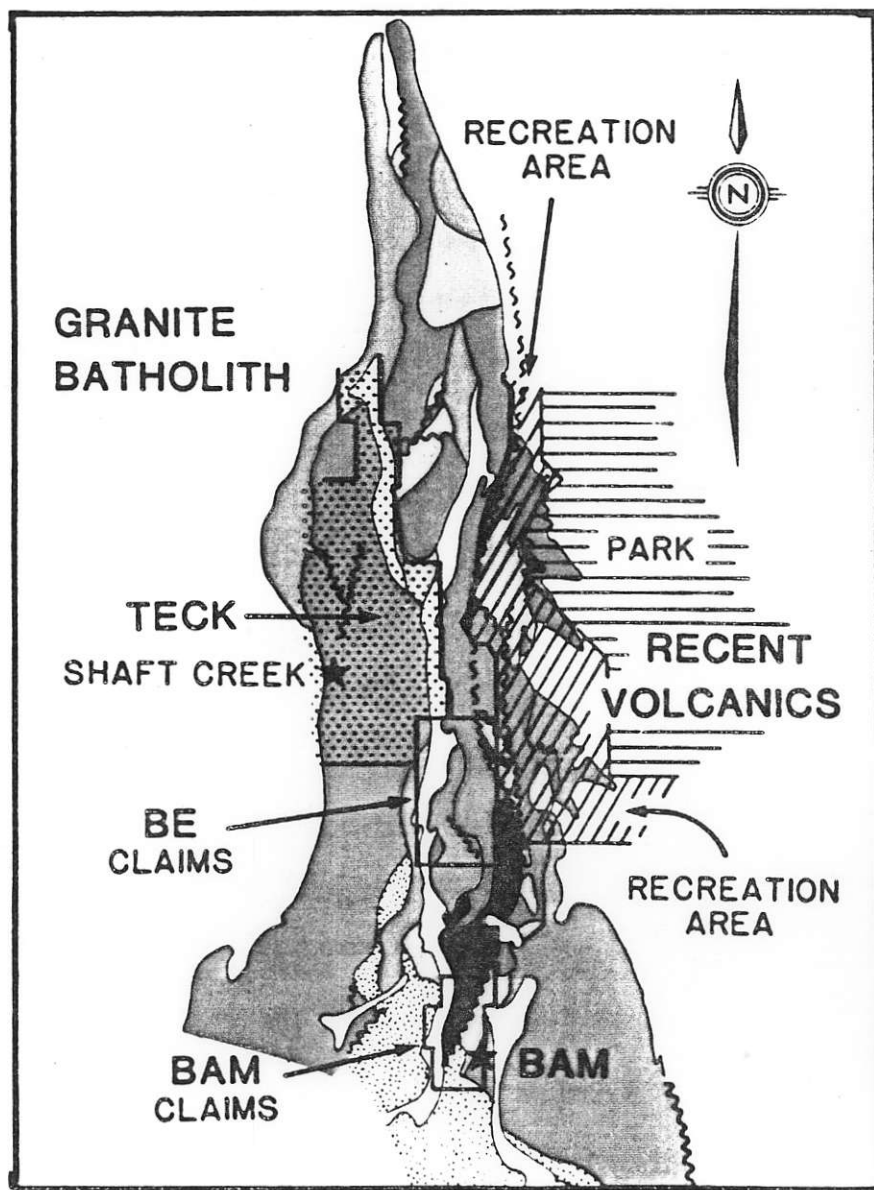 RECREATION
AREA
N
GRANITE
BATHOLITH
PARK
TECK
SHAFT CREEK
RECENT
VOLCANICS
BE
CLAIMS
RECREATION
AREA
BAM
CLAIMS
BAM